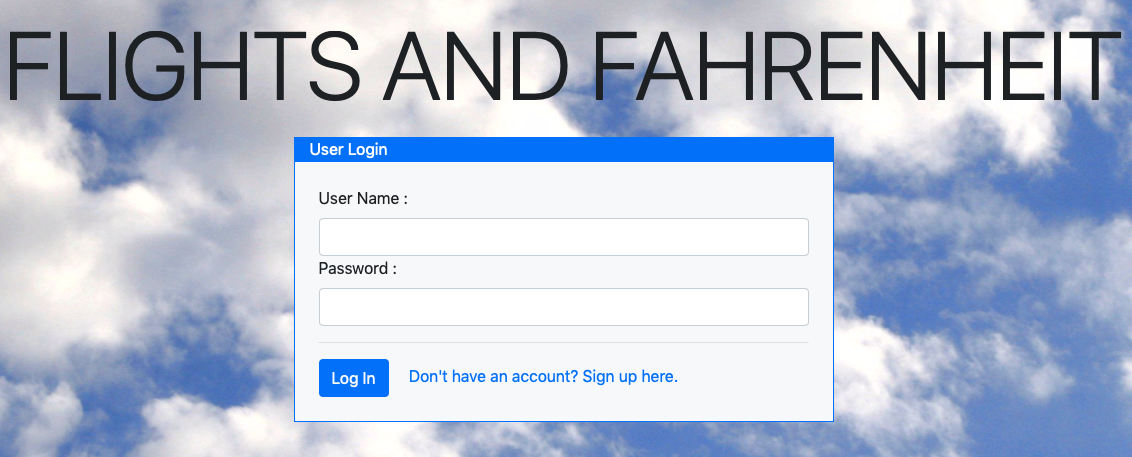 FLIGHTS AND FAHRENHEIT
User Login
User Name :
Password :
Log In Don't have an account? Sign up here.